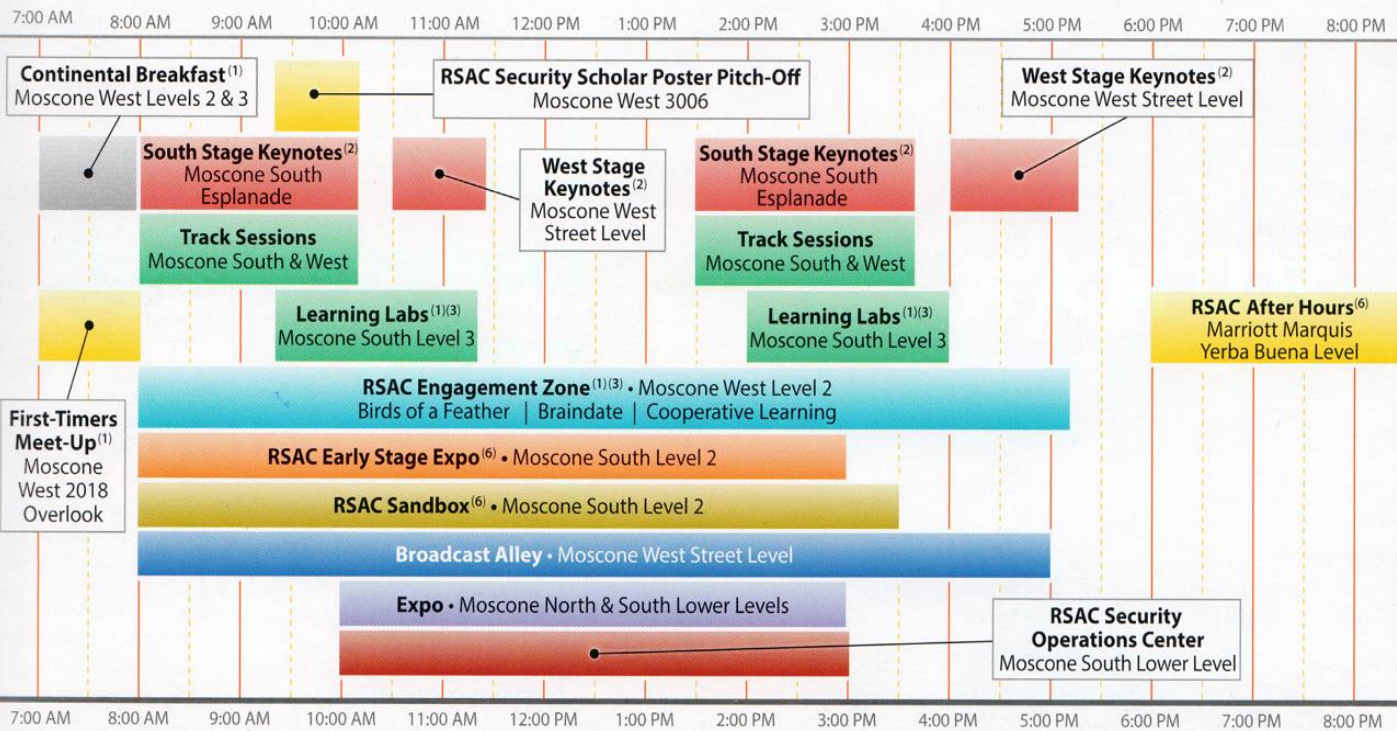 7:00 AM 8:00 AM 9:00 AM 10:00 AM 11:00 AM 12:00 PM 1:00 PM 2:00 PM 3:00 PM 4:00 PM 5:00 PM 6:00 PM 7:00 PM 8:00 PM
Continental Breakfast(1)
Moscone West Levels 2 & 3
RSAC Security Scholar Poster Pitch-Off
Moscone West 3006
West Stage Keynotes(2)
Moscone West Street Level
South Stage Keynotes(2)
Moscone South
Esplanade
West Stage
Keynotes(2)
Moscone West
Street Level
South Stage Keynotes(2)
Moscone South
Esplanade
Track Sessions
Moscone South & West
Track Sessions
Moscone South & West
Learning Labs(1)(3)
Moscone South Level 3
Learning Labs(1)(3)
Moscone South Level 3
RSAC After Hours(6)
Marriott Marquis
Yerba Buena Level
First-Timers
Meet-Up(1)
Moscone
West 2018
Overlook
RSAC Engagement Zone(1)(3) • Moscone West Level 2
Birds of a Feather | Braindate | Cooperative Learning
RSAC Early Stage Expo(6) • Moscone South Level 2
RSAC Sandbox(6) • Moscone South Level 2
Broadcast Alley • Moscone West Street Level
Expo • Moscone North & South Lower Levels
RSAC Security
Operations Center
Moscone South Lower Level
7:00 AM 8:00 AM 9:00 AM 10:00 AM 11:00 AM 12:00 PM 1:00 PM 2:00 PM 3:00 PM 4:00 PM 5:00 PM 6:00 PM 7:00 PM 8:00 PM